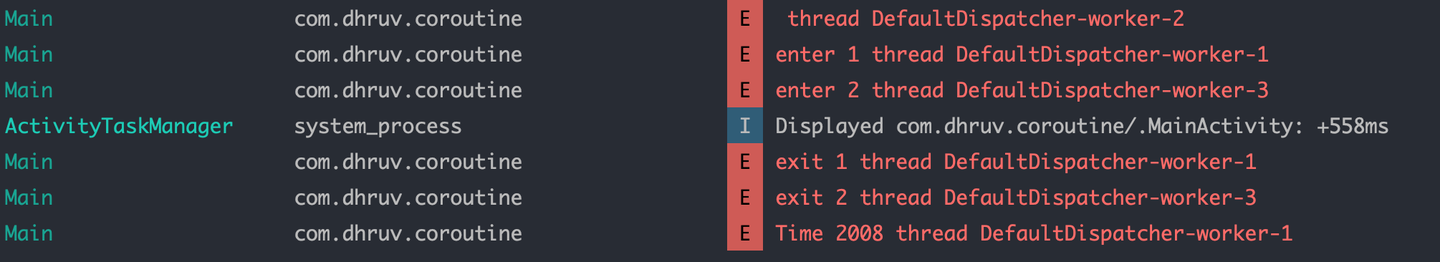 Main com.dhruv.coroutine E thread DefaultDispatcher-worker-2
Main com.dhruv.coroutine E enter 1 thread DefaultDispatcher-worker-1
Main com.dhruv.coroutine E enter 2 thread DefaultDispatcher-worker-3
ActivityTaskManager system_process I Displayed com.dhruv.coroutine/.MainActivity: +558ms
Main com.dhruv.coroutine E exit 1 thread DefaultDispatcher-worker-1
Main com.dhruv.coroutine E exit 2 thread DefaultDispatcher-worker-3
Main com.dhruv.coroutine E Time 2008 thread DefaultDispatcher-worker-1